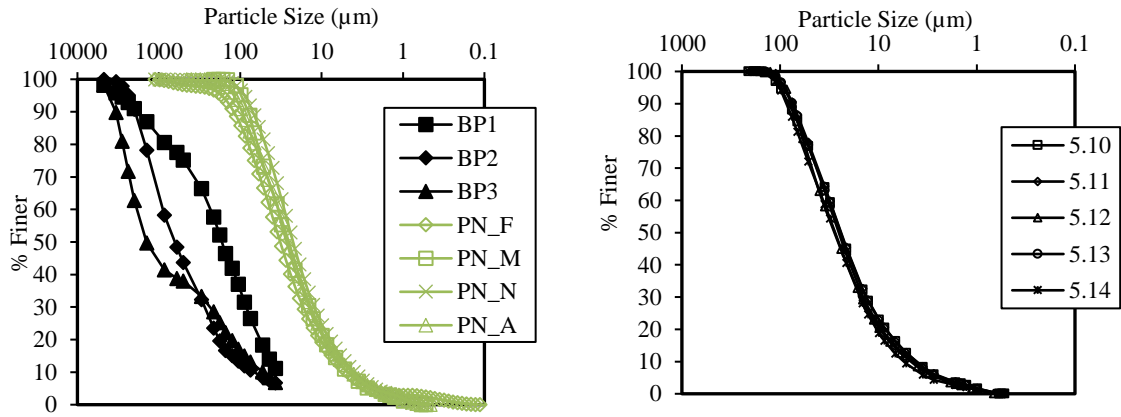 Particle Size (µm)
10000 1000 100 10 1 0.1
100
90
80
70
60
50
40
30
20
10
0
% Finer
BP1
BP2
BP3
PN_F
PN_M
PN_N
PN_A
Particle Size (µm)
1000 100 10 1 0.1
100
90
80
70
60
50
40
30
20
10
0
% Finer
5.10
5.11
5.12
5.13
5.14